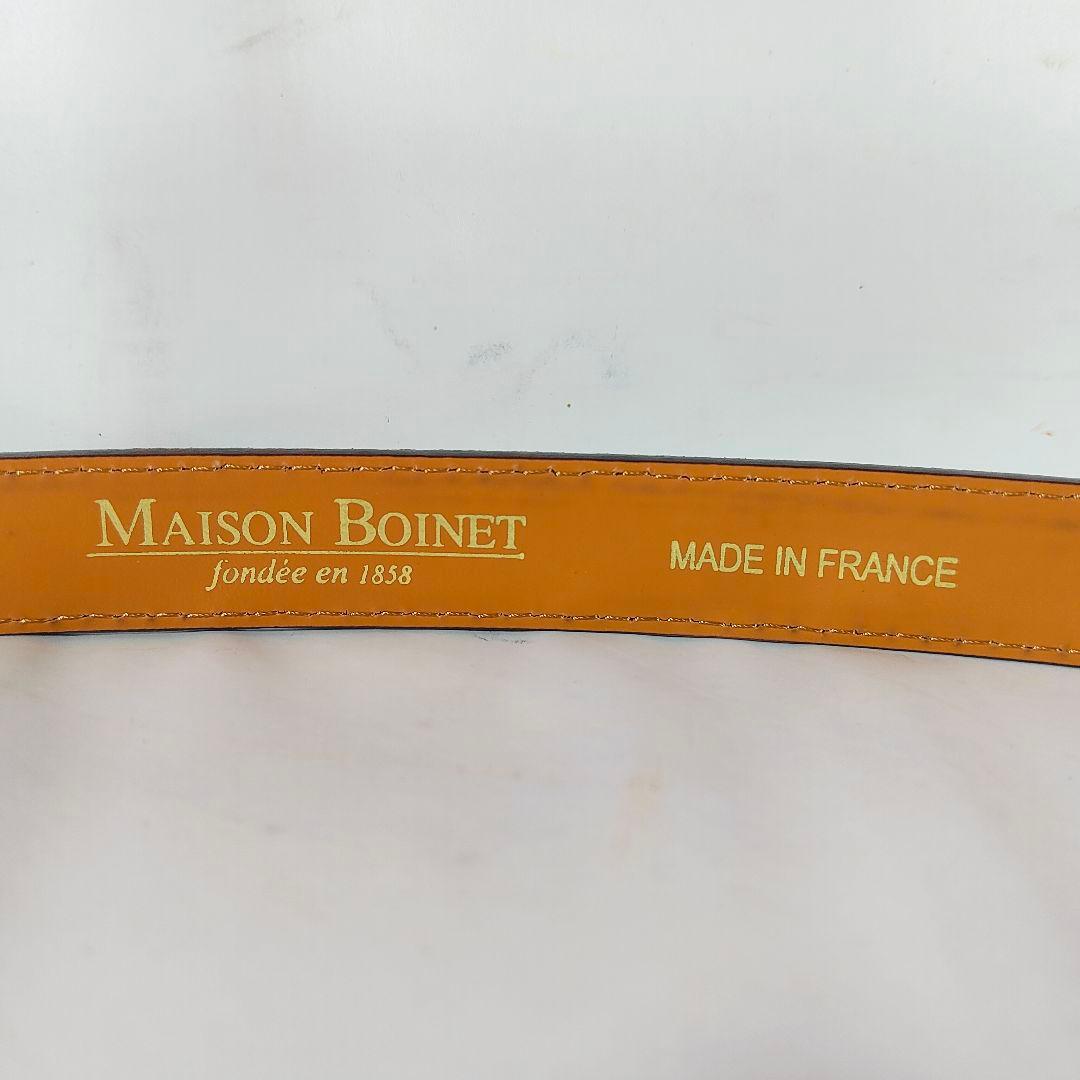 MAISON BOINET
fondée en 1858
MADE IN FRANCE